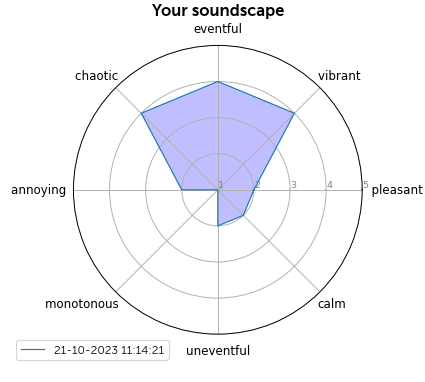 Your soundscape
eventful
chaotic
vibrant
annoying
1
2
3
4
5
pleasant
monotonous
calm
21-10-2023 11:14:21
uneventful